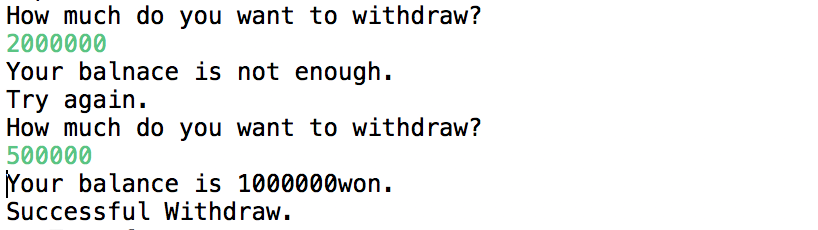 How much do you want to withdraw?
2000000
Your balnace is not enough.
Try again.
How much do you want to withdraw?
500000
Your balance is 1000000won.
Successful Withdraw.